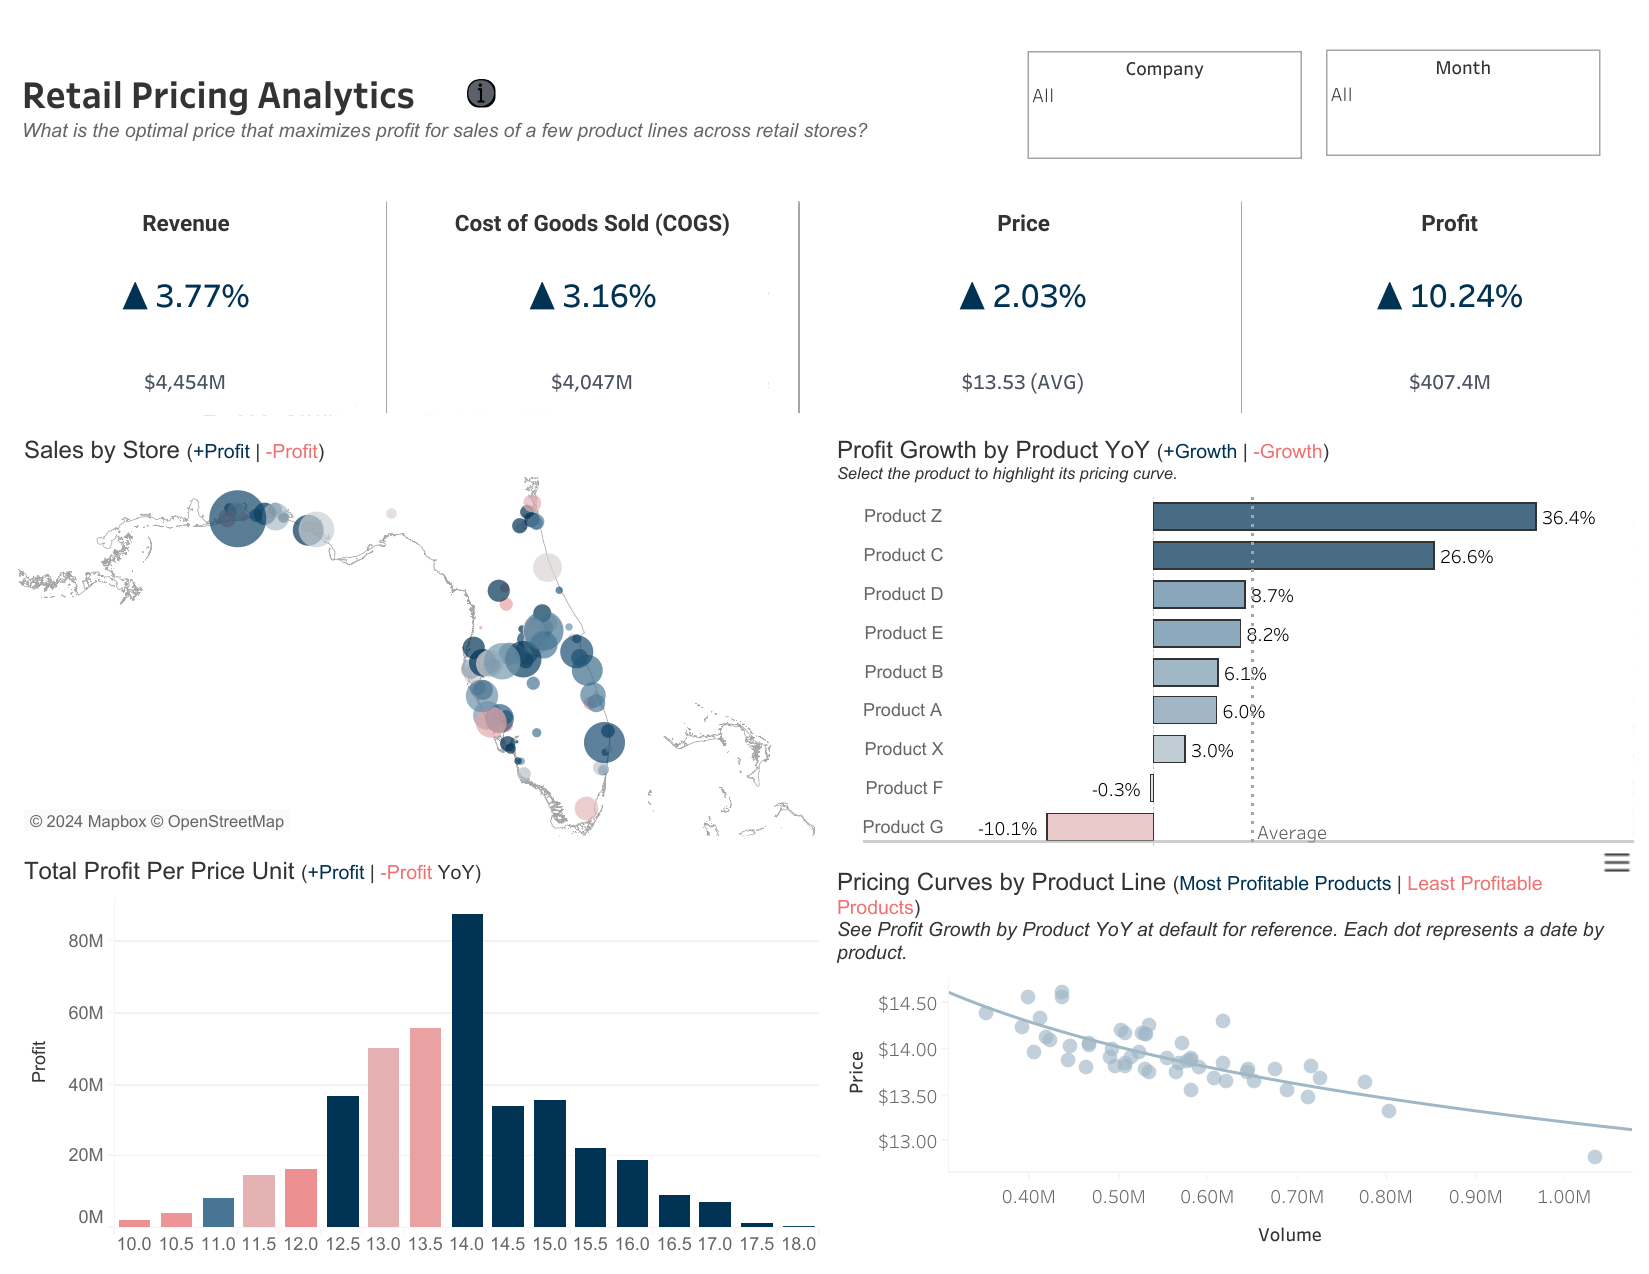 Retail Pricing Analytics
i
What is the optimal price that maximizes profit for sales of a few product lines across retail stores?
Company
All
Month
All
Revenue
▲ 3.77%
$4,454M
Cost of Goods Sold (COGS)
▲ 3.16%
$4,047M
Price
▲ 2.03%
$13.53 (AVG)
Profit
▲ 10.24%
$407.4M
Sales by Store (+Profit | -Profit)
© 2024 Mapbox © OpenStreetMap
Profit Growth by Product YoY (+Growth | -Growth)
Select the product to highlight its pricing curve.
Product Z 36.4%
Product C 26.6%
Product D 8.7%
Product E 8.2%
Product B 6.1%
Product A 6.0%
Product X 3.0%
Product F -0.3%
Product G -10.1%
Average
Total Profit Per Price Unit (+Profit | -Profit YoY)
Profit
80M
60M
40M
20M
0M
10.0 10.5 11.0 11.5 12.0 12.5 13.0 13.5 14.0 14.5 15.0 15.5 16.0 16.5 17.0 17.5 18.0
Pricing Curves by Product Line (Most Profitable Products | Least Profitable
Products)
See Profit Growth by Product YoY at default for reference. Each dot represents a date by
product.
Price
$14.50
$14.00
$13.50
$13.00
0.40M 0.50M 0.60M 0.70M 0.80M 0.90M 1.00M
Volume